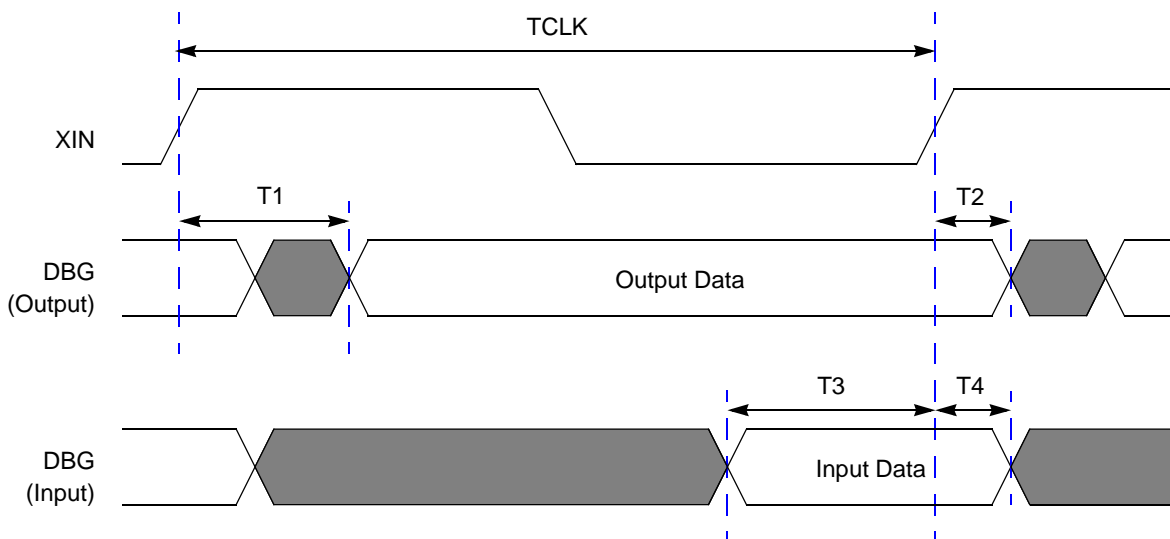 TCLK
XIN
T1
T2
DBG
(Output)
Output Data
T3
T4
DBG
(Input)
Input Data